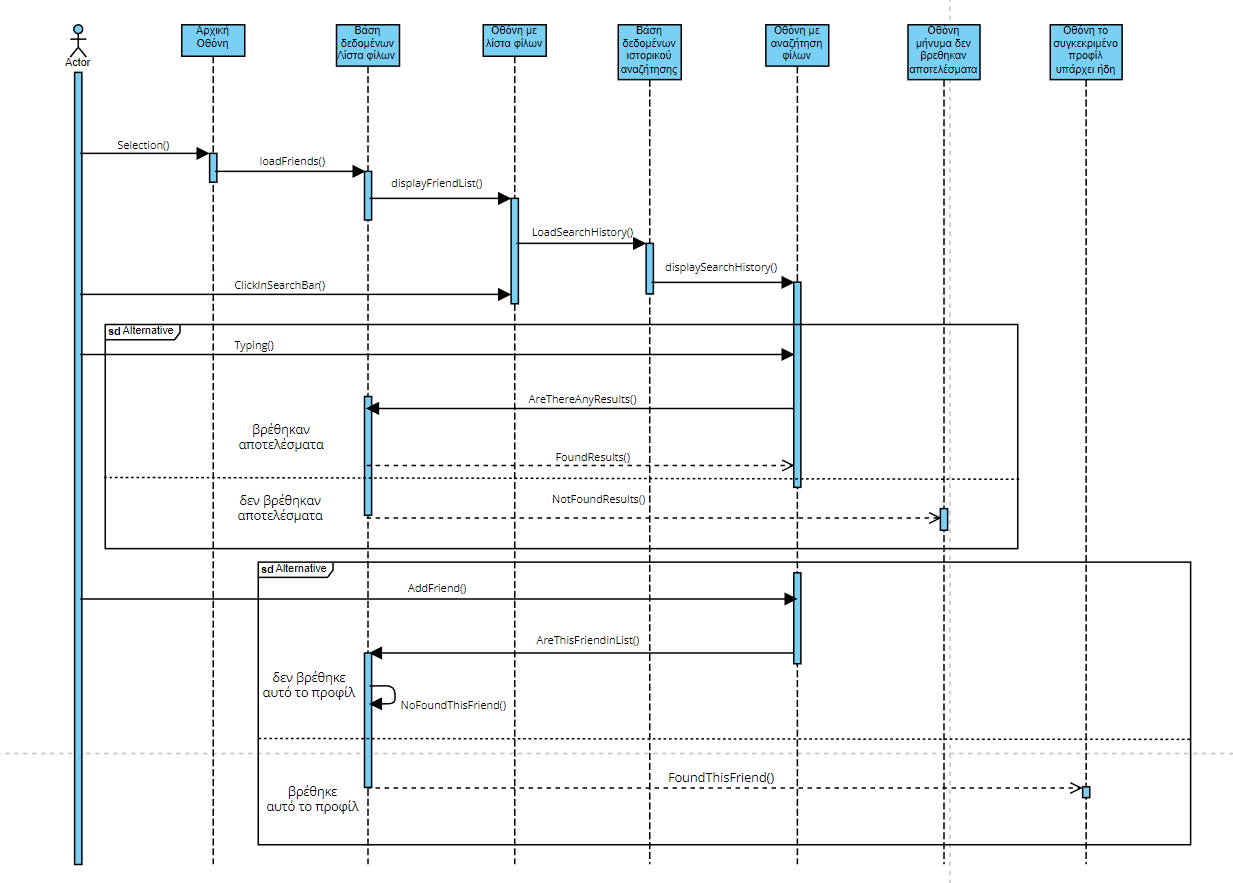 Actor
Αρχική
Οθόνη
Βάση
δεδομένων
Λίστα φίλων
Οθόνη με
λίστα φίλων
Βάση
δεδομένων
ιστορικού
αναζήτησης
Οθόνη με
αναζήτηση
φίλων
Οθόνη
μήνυμα δεν
βρεθηκαν
αποτελέσματα
Οθόνη το
συγκεκριμένο
προφίλ
υπάρχει ήδη
Selection()
loadFriends()
displayFriendList()
LoadSearchHistory()
displaySearchHistory()
ClickInSearchBar()
sd Alternative
Typing()
AreThereAnyResults()
βρέθηκαν
αποτελέσματα
FoundResults()
δεν βρέθηκαν
αποτελέσματα
NotFoundResults()
sd Alternative
AddFriend()
AreThisFriendinList()
δεν βρέθηκε
αυτό το προφίλ
NoFoundThisFriend()
FoundThisFriend()
βρέθηκε
αυτό το προφίλ